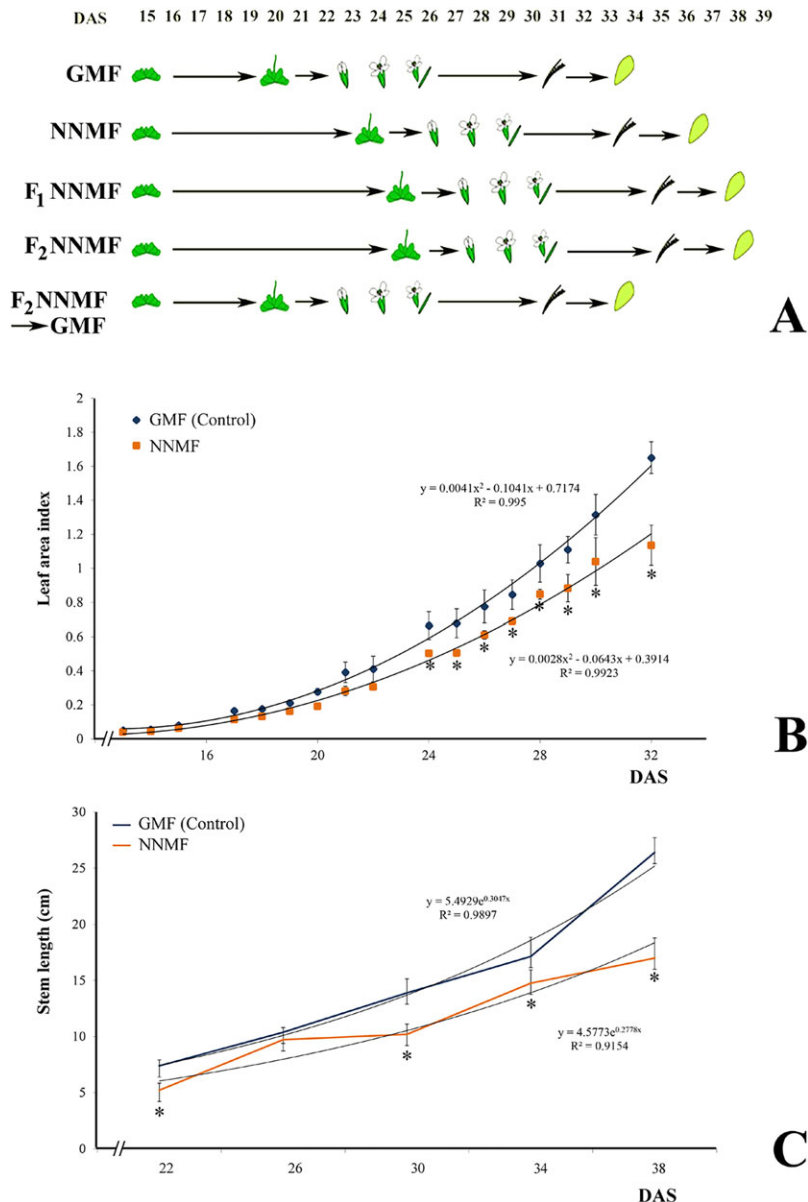 DAS 15 16 17 18 19 20 21 22 23 24 25 26 27 28 29 30 31 32 33 34 35 36 37 38 39
GMF
NNMF
F₁ NNMF
F₂ NNMF
F₂ NNMF
→GMF
A
2
1.8
1.6
1.4
1.2
1
0.8
0.6
0.4
0.2
0
Leaf area index
GMF (Control)
NNMF
y = 0.0041x² - 0.1041x + 0.7174
R² = 0.995
y = 0.0028x² - 0.0643x + 0.3914
R² = 0.9923
* * * * * * * *
16 20 24 28 32
DAS
B
30
25
20
15
10
5
0
Stem length (cm)
GMF (Control)
NNMF
y = 5.4929e^0.3047x
R² = 0.9897
y = 4.5773e^0.2778x
R² = 0.9154
* * * *
22 26 30 34 38
DAS
C